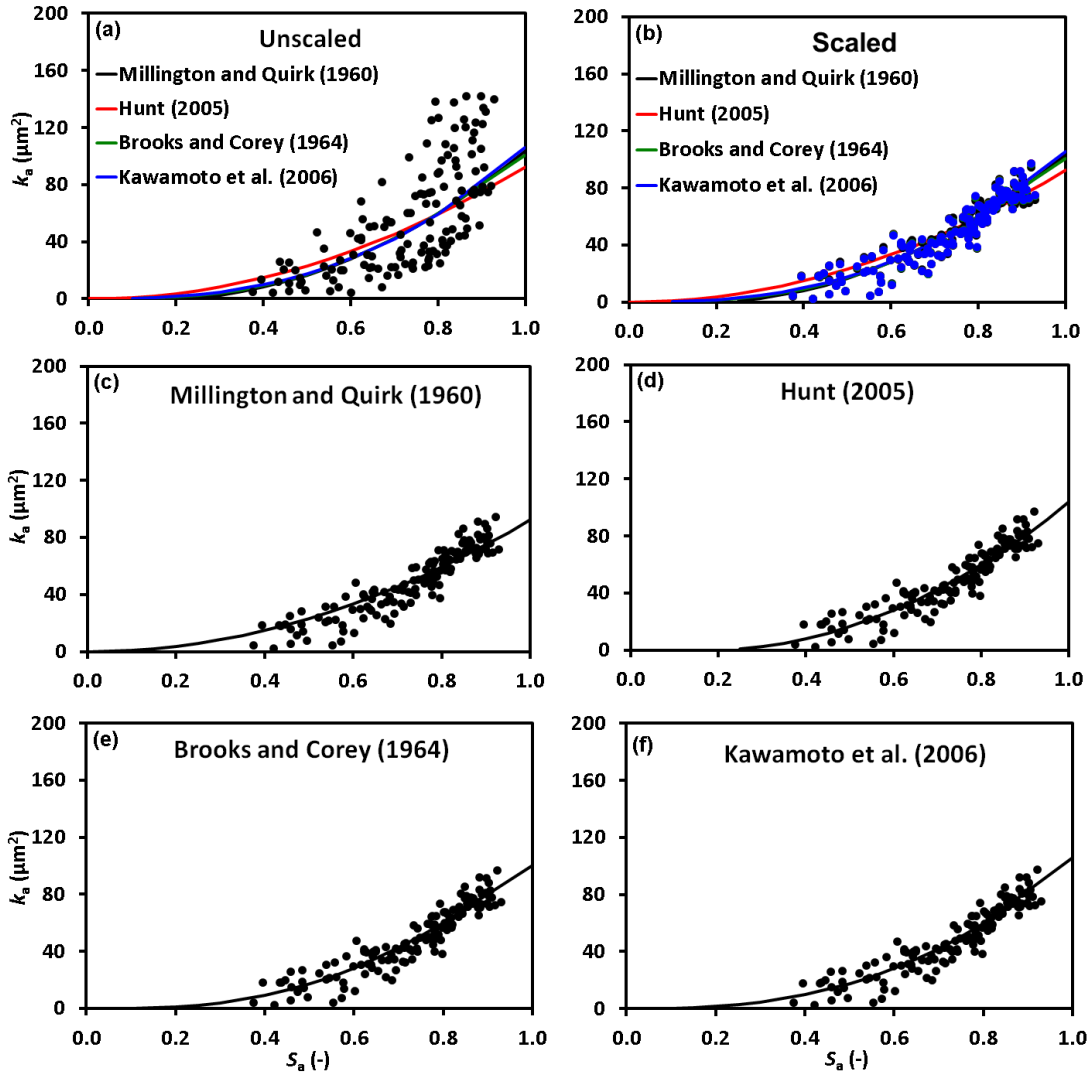 (a) Unscaled
Millington and Quirk (1960)
Hunt (2005)
Brooks and Corey (1964)
Kawamoto et al. (2006)
kₐ (µm²)
200
160
120
80
40
0
0.0 0.2 0.4 0.6 0.8 1.0
(b) Scaled
Millington and Quirk (1960)
Hunt (2005)
Brooks and Corey (1964)
Kawamoto et al. (2006)
200
160
120
80
40
0
0.0 0.2 0.4 0.6 0.8 1.0
(c) Millington and Quirk (1960)
kₐ (µm²)
200
160
120
80
40
0
0.0 0.2 0.4 0.6 0.8 1.0
(d) Hunt (2005)
200
160
120
80
40
0
0.0 0.2 0.4 0.6 0.8 1.0
(e) Brooks and Corey (1964)
kₐ (µm²)
200
160
120
80
40
0
0.0 0.2 0.4 0.6 0.8 1.0
Sₐ (-)
(f) Kawamoto et al. (2006)
200
160
120
80
40
0
0.0 0.2 0.4 0.6 0.8 1.0
Sₐ (-)